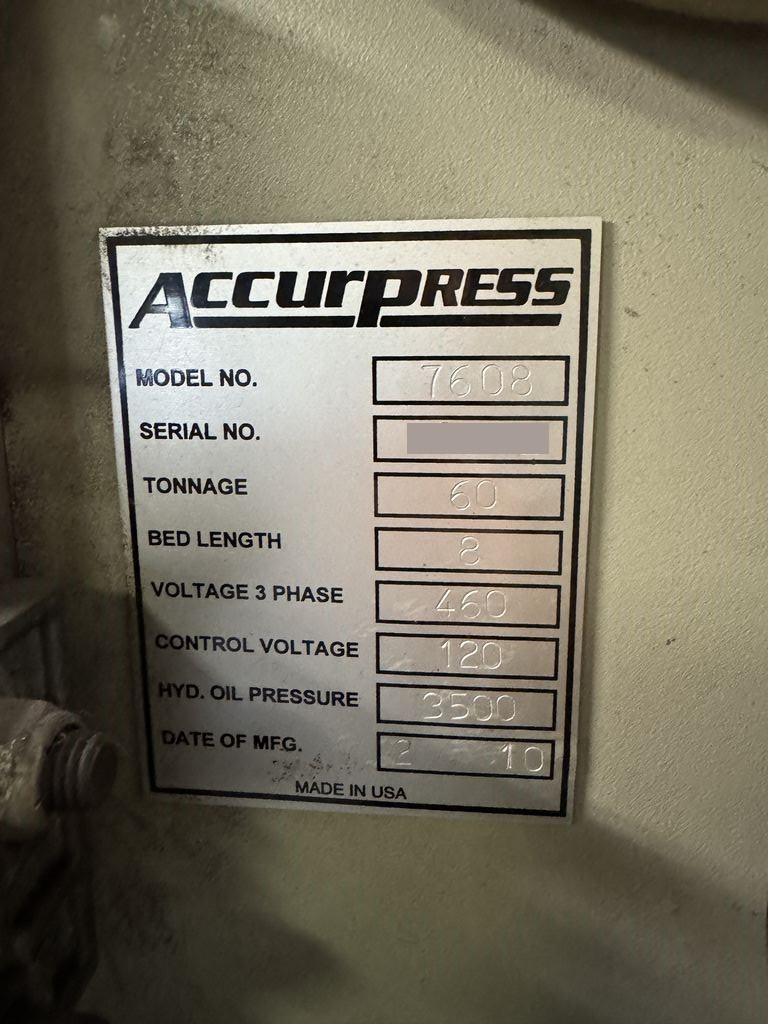 ACCURPRESS
MODEL NO. 7608
SERIAL NO.
TONNAGE 60
BED LENGTH 8
VOLTAGE 3 PHASE 460
CONTROL VOLTAGE 120
HYD. OIL PRESSURE 3500
DATE OF MFG. 2 10
MADE IN USA